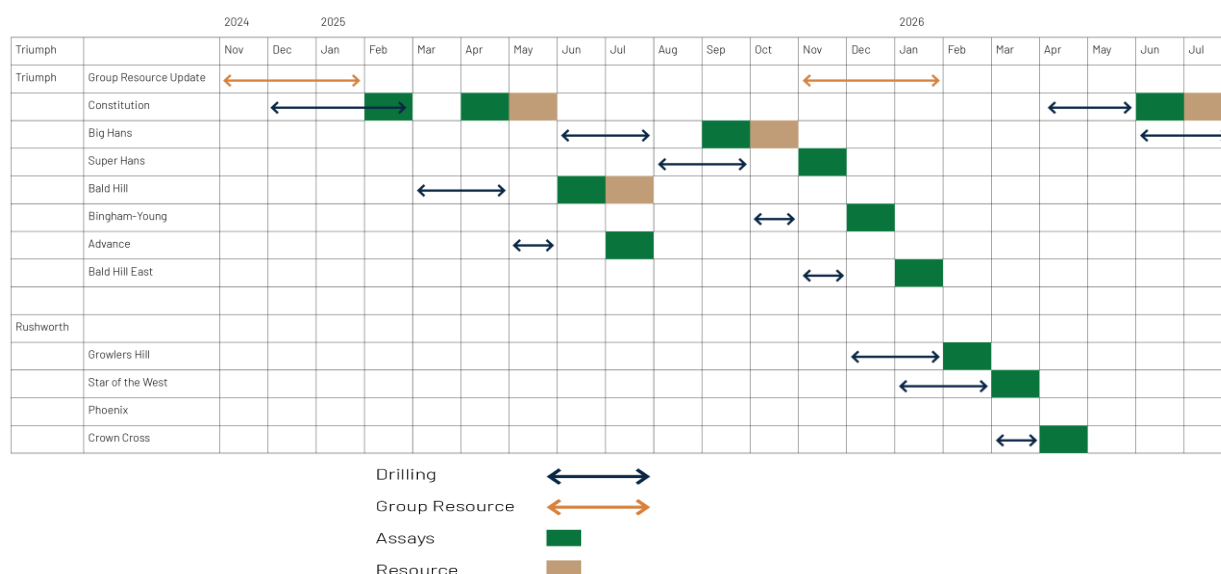 2024 2025 2026
Triumph Nov Dec Jan Feb Mar Apr May Jun Jul Aug Sep Oct Nov Dec Jan Feb Mar Apr May Jun Jul
Triumph Group Resource Update
Constitution
Big Hans
Super Hans
Bald Hill
Bingham-Young
Advance
Bald Hill East
Rushworth
Growlers Hill
Star of the West
Phoenix
Crown Cross
Drilling
Group Resource
Assays
Resource